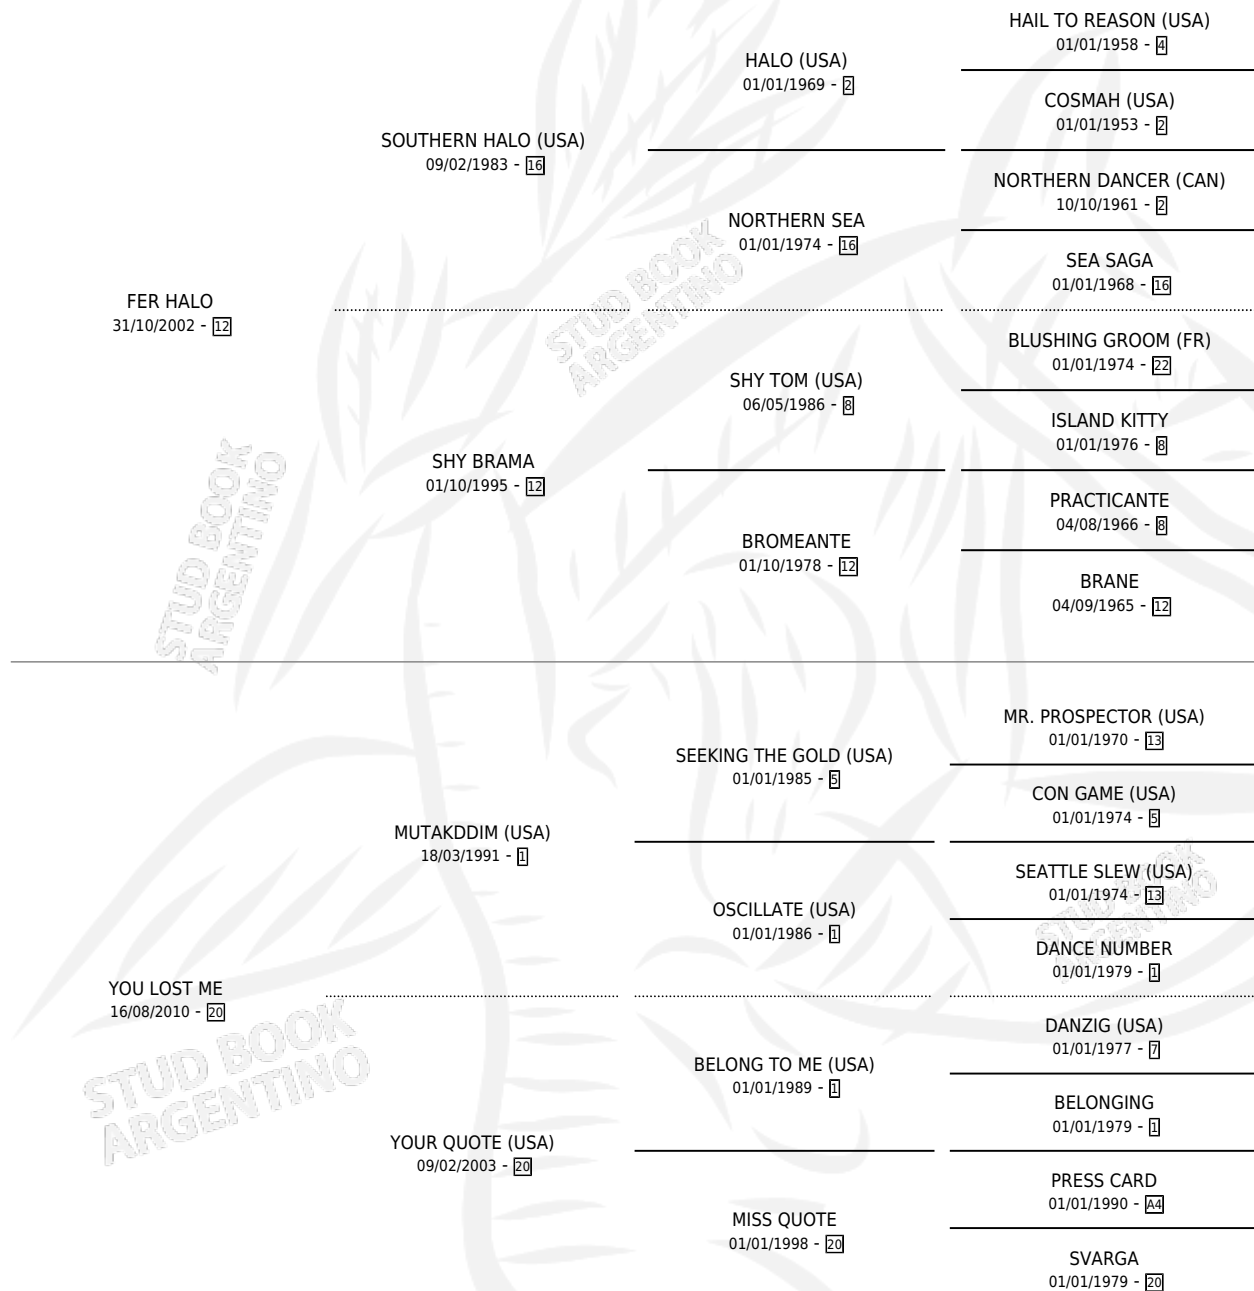 FER HALO
31/10/2002 - 12
SOUTHERN HALO (USA)
09/02/1983 - 16
HALO (USA)
01/01/1969 - 2
HAIL TO REASON (USA)
01/01/1958 - 4
COSMAH (USA)
01/01/1953 - 2
NORTHERN SEA
01/01/1974 - 16
NORTHERN DANCER (CAN)
10/10/1961 - 2
SEA SAGA
01/01/1968 - 16
SHY BRAMA
01/10/1995 - 12
SHY TOM (USA)
06/05/1986 - 8
BLUSHING GROOM (FR)
01/01/1974 - 22
ISLAND KITTY
01/01/1976 - 8
BROMEANTE
01/10/1978 - 12
PRACTICANTE
04/08/1966 - 8
BRANE
04/09/1965 - 12
YOU LOST ME
16/08/2010 - 20
MUTAKDDIM (USA)
18/03/1991 - 1
SEEKING THE GOLD (USA)
01/01/1985 - 5
MR. PROSPECTOR (USA)
01/01/1970 - 13
CON GAME (USA)
01/01/1974 - 5
OSCILLATE (USA)
01/01/1986 - 1
SEATTLE SLEW (USA)
01/01/1974 - 13
DANCE NUMBER
01/01/1979 - 1
YOUR QUOTE (USA)
09/02/2003 - 20
BELONG TO ME (USA)
01/01/1989 - 1
DANZIG (USA)
01/01/1977 - 7
BELONGING
01/01/1979 - 1
MISS QUOTE
01/01/1998 - 20
PRESS CARD
01/01/1990 - A4
SVARGA
01/01/1979 - 20
STUD BOOK
ARGENTINO
STUD BOOK
ARGENTINO
STUD BOOK
ARGENTINO
STUD BOOK
ARGENTINO